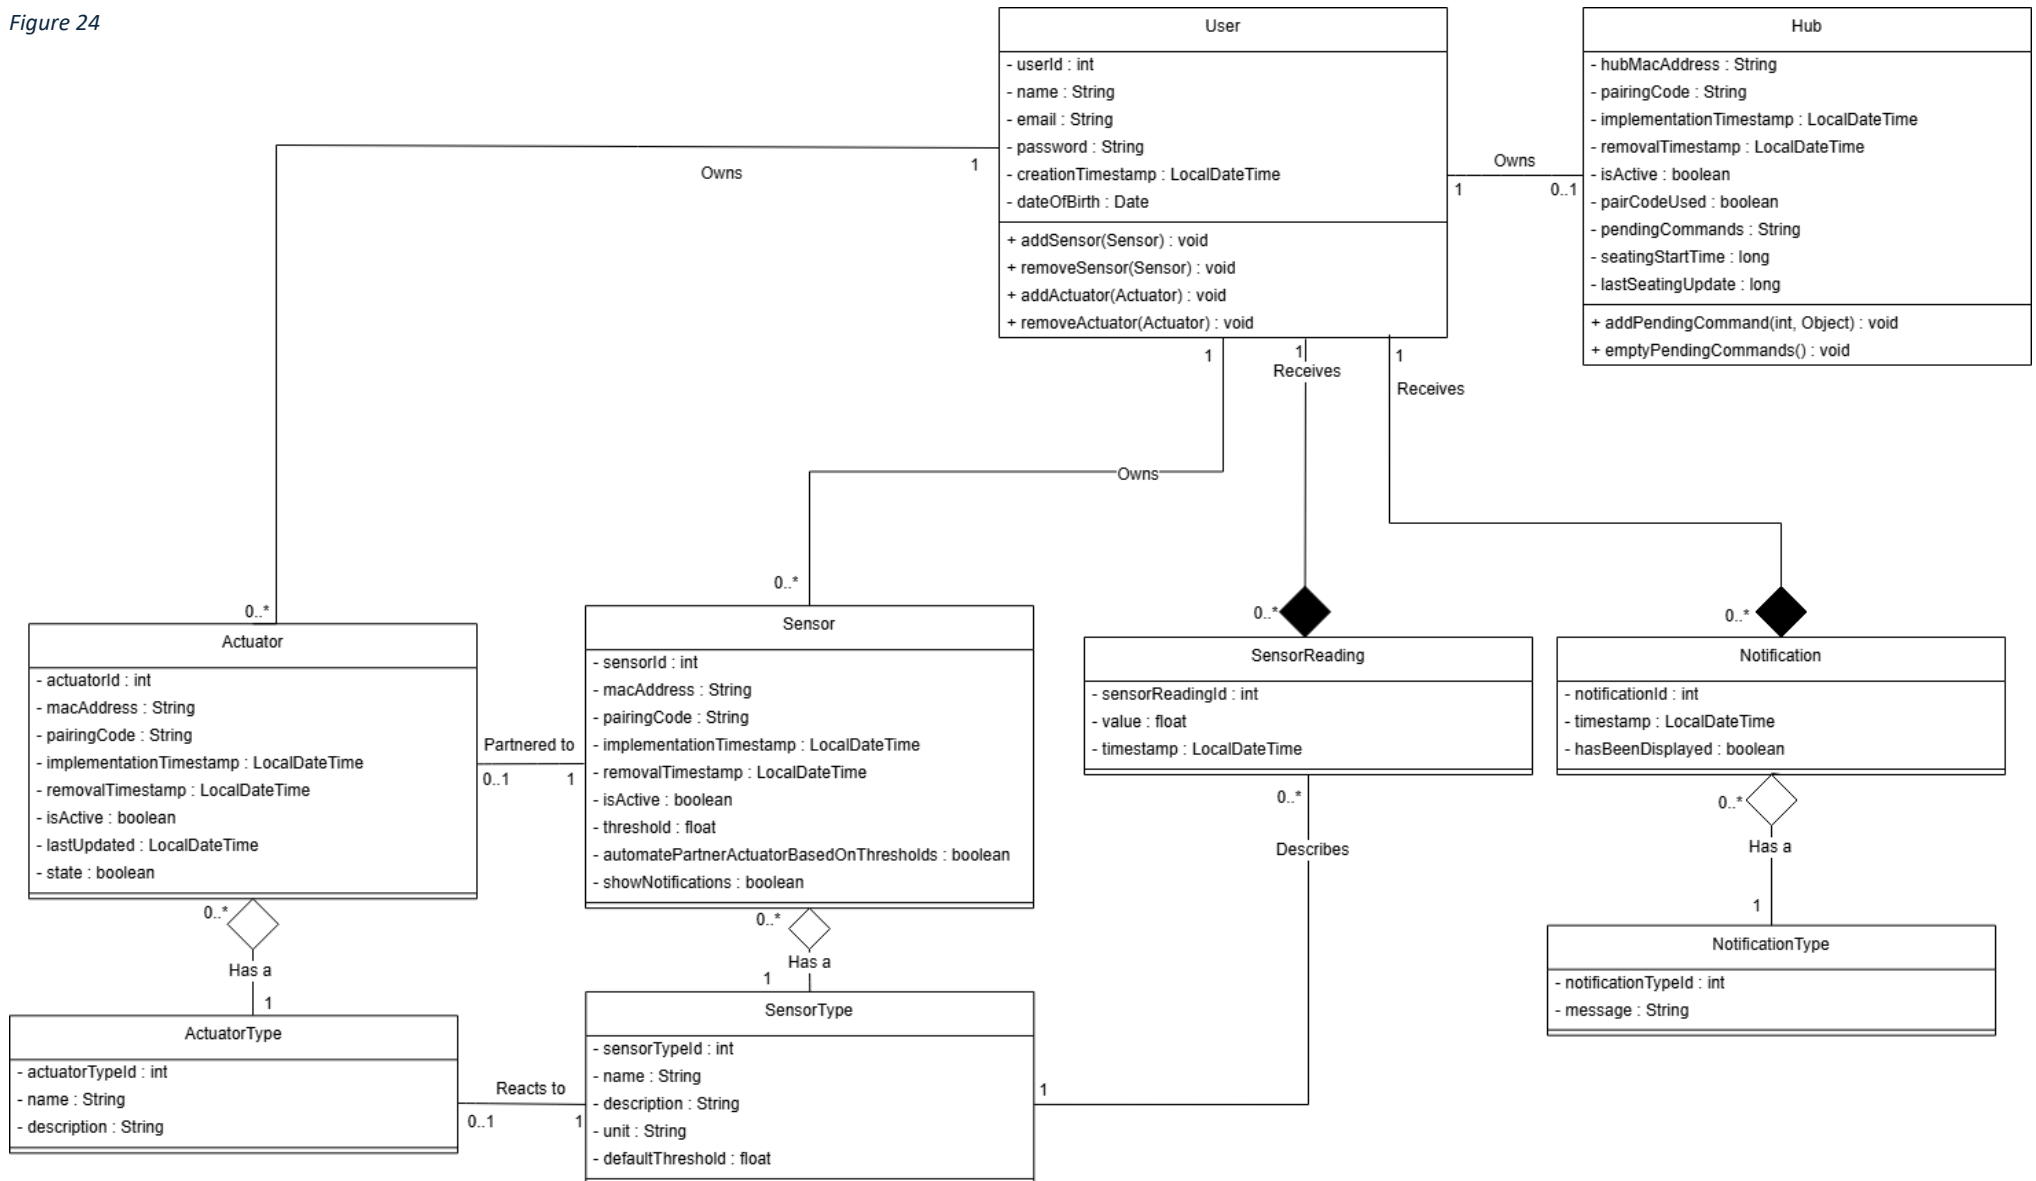 Figure 24
User
- userId : int
- name : String
- email : String
- password : String
- creationTimestamp : LocalDateTime
- dateOfBirth : Date
+ addSensor(Sensor) : void
+ removeSensor(Sensor) : void
+ addActuator(Actuator) : void
+ removeActuator(Actuator) : void
Hub
- hubMacAddress : String
- pairingCode : String
- implementationTimestamp : LocalDateTime
- removalTimestamp : LocalDateTime
- isActive : boolean
- pairCodeUsed : boolean
- pendingCommands : String
- seatingStartTime : long
- lastSeatingUpdate : long
+ addPendingCommand(int, Object) : void
+ emptyPendingCommands() : void
Owns
1
0..1
Owns
1
0..*
1
Owns
0..*
1
Receives
0..*
1
Receives
0..*
Actuator
- actuatorId : int
- macAddress : String
- pairingCode : String
- implementationTimestamp : LocalDateTime
- removalTimestamp : LocalDateTime
- isActive : boolean
- lastUpdated : LocalDateTime
- state : boolean
Partnered to
0..1
1
Sensor
- sensorId : int
- macAddress : String
- pairingCode : String
- implementationTimestamp : LocalDateTime
- removalTimestamp : LocalDateTime
- isActive : boolean
- threshold : float
- automatePartnerActuatorBasedOnThresholds : boolean
- showNotifications : boolean
SensorReading
- sensorReadingId : int
- value : float
- timestamp : LocalDateTime
Notification
- notificationId : int
- timestamp : LocalDateTime
- hasBeenDisplayed : boolean
0..*
Has a
1
0..*
Has a
1
0..*
Describes
1
0..*
Has a
1
ActuatorType
- actuatorTypeId : int
- name : String
- description : String
Reacts to
0..1
1
SensorType
- sensorTypeId : int
- name : String
- description : String
- unit : String
- defaultThreshold : float
NotificationType
- notificationTypeId : int
- message : String